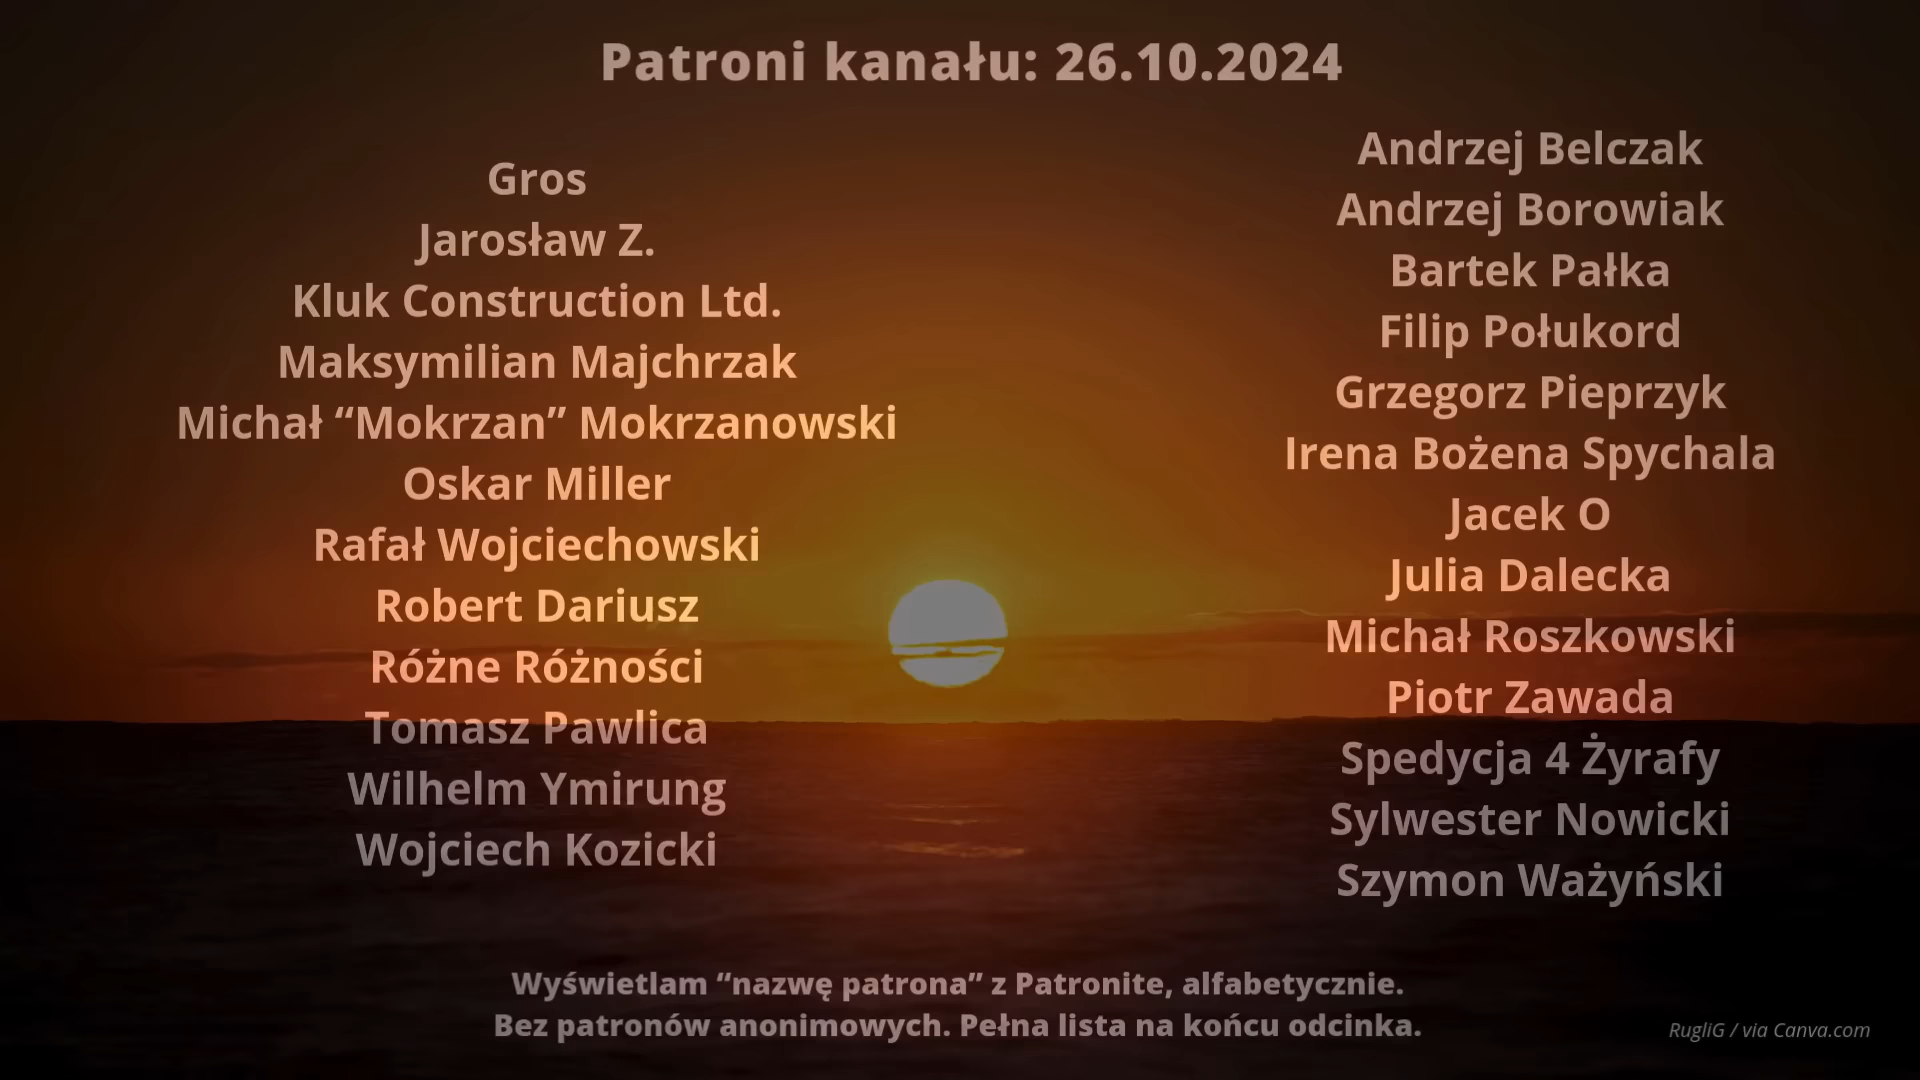 Patroni kanału: 26.10.2024
Gros
Jarosław Z.
Kluk Construction Ltd.
Maksymilian Majchrzak
Michał “Mokrzan” Mokrzanowski
Oskar Miller
Rafał Wojciechowski
Robert Dariusz
Różne Różności
Tomasz Pawlica
Wilhelm Ymirung
Wojciech Kozicki
Andrzej Belczak
Andrzej Borowiak
Bartek Pałka
Filip Połukord
Grzegorz Pieprzyk
Irena Bożena Spychala
Jacek O
Julia Dalecka
Michał Roszkowski
Piotr Zawada
Spedycja 4 Żyrafy
Sylwester Nowicki
Szymon Ważyński
Wyświetlam “nazwę patrona” z Patronite, alfabetycznie.
Bez patronów anonimowych. Pełna lista na końcu odcinka.
RugliG / via Canva.com